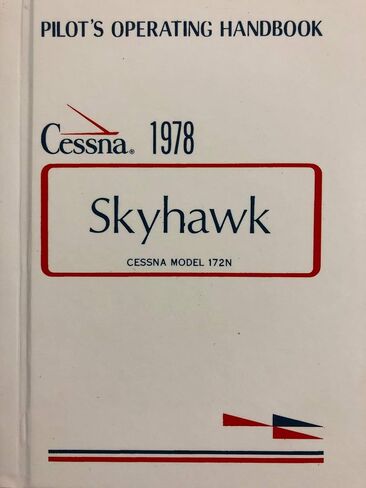 PILOT'S OPERATING HANDBOOK
Cessna® 1978
Skyhawk
CESSNA MODEL 172N